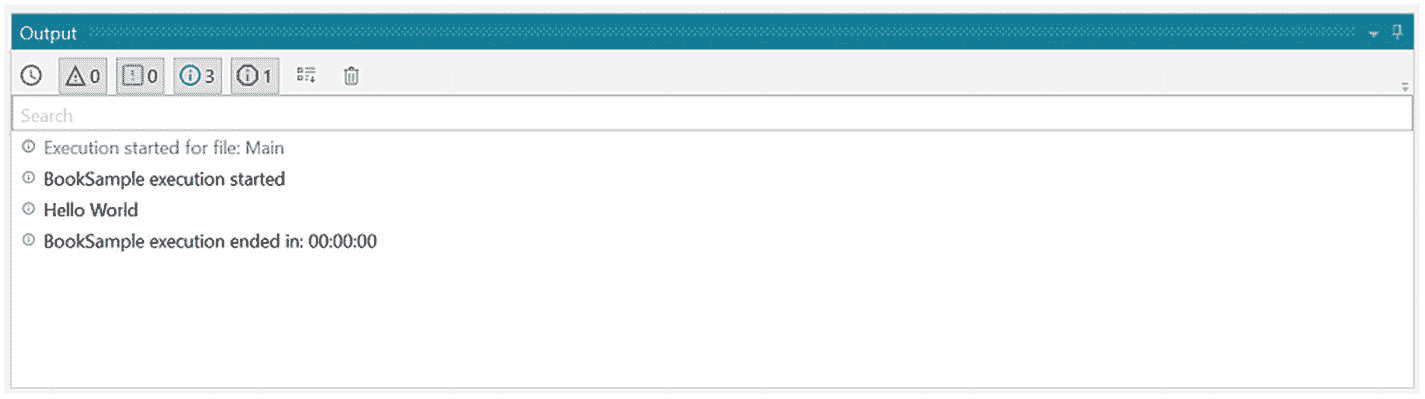 Output
0 0 3 1
Search
Execution started for file: Main
BookSample execution started
Hello World
BookSample execution ended in: 00:00:00